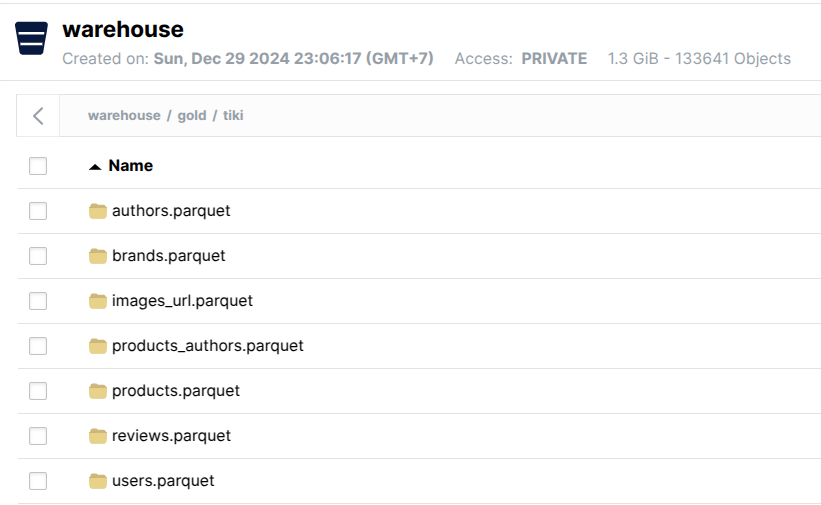 warehouse
Created on: Sun, Dec 29 2024 23:06:17 (GMT+7) Access: PRIVATE 1.3 GiB - 133641 Objects
warehouse / gold / tiki
Name
authors.parquet
brands.parquet
images_url.parquet
products_authors.parquet
products.parquet
reviews.parquet
users.parquet